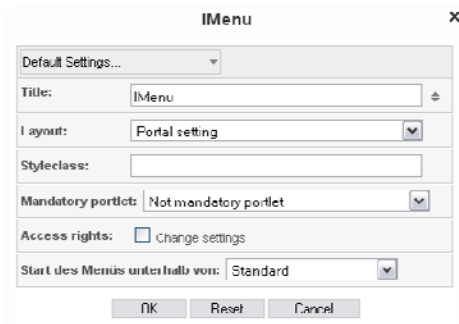 IMenu
x
Default Settings...
Title: IMenu
Layout: Portal setting
Styleclass:
Mandatory portlet: Not mandatory portlet
Access rights: Change settings
Start des Menüs unterhalb von: Standard
OK Reset Cancel